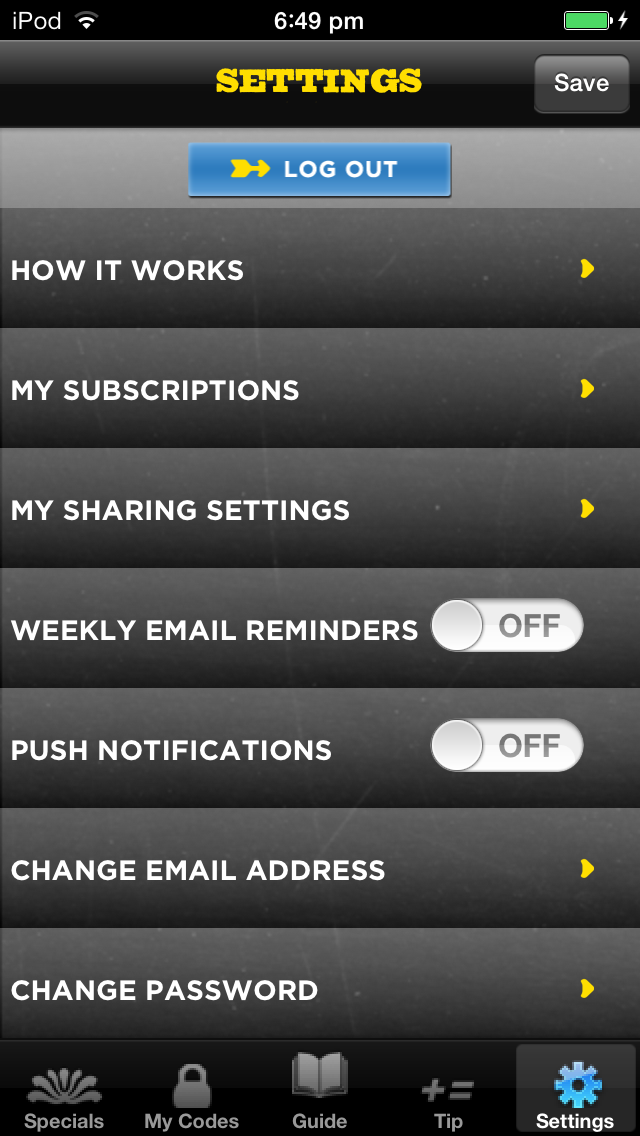 iPod 6:49 pm
SETTINGS
Save
LOG OUT
HOW IT WORKS
MY SUBSCRIPTIONS
MY SHARING SETTINGS
WEEKLY EMAIL REMINDERS OFF
PUSH NOTIFICATIONS OFF
CHANGE EMAIL ADDRESS
CHANGE PASSWORD
Specials My Codes Guide Tip Settings